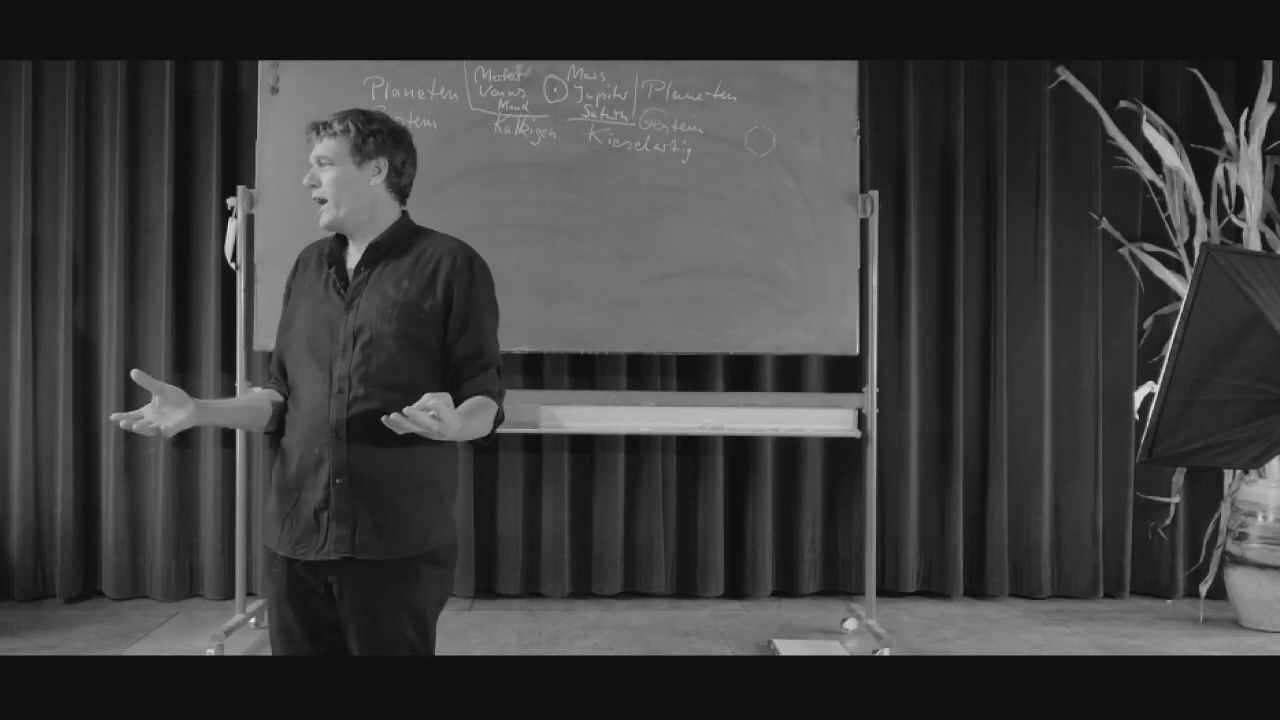 Planeten
Merkur
Venus
Mond
Kalkigen
Mars
Jupiter
Saturn
Kieselartig
Planeten
Gestein